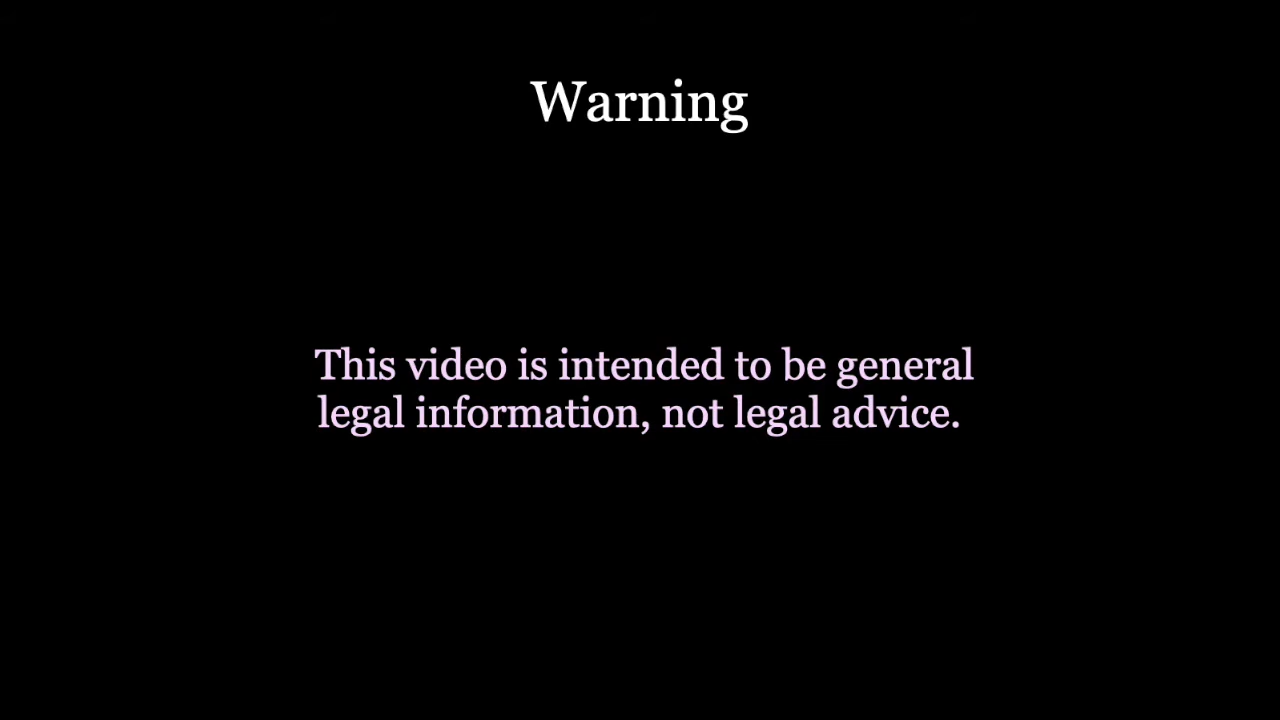 Warning
This video is intended to be general
legal information, not legal advice.